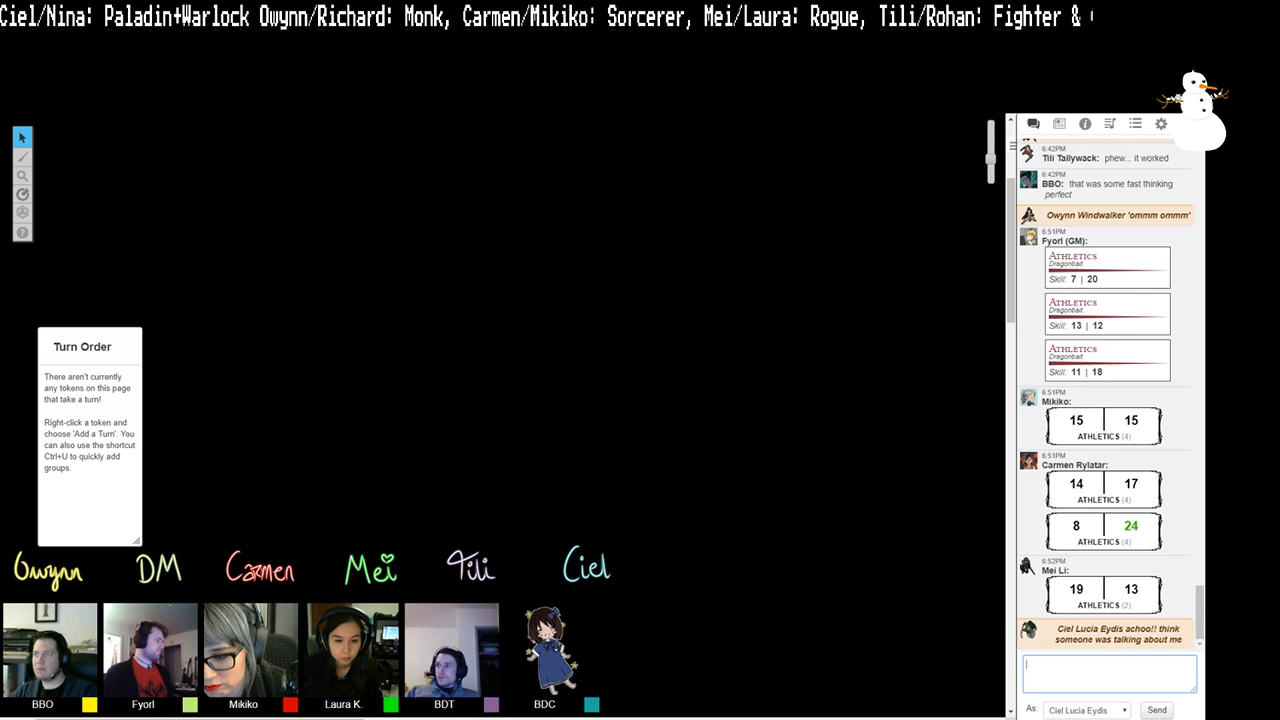 Ciel/Nina: Paladin+Warlock Owynn/Richard: Monk, Carmen/Mikiko: Sorcerer, Mei/Laura: Rogue, Tili/Rohan: Fighter &
6:42PM
Tili Tallywack: phew... it worked
6:42PM
BBO: that was some fast thinking
perfect
Owynn Windwalker 'ommm ommm'
6:51PM
Fyorl (GM):
ATHLETICS
Dragonbait
Skill: 7 | 20
ATHLETICS
Dragonbait
Skill: 13 | 12
ATHLETICS
Dragonbait
Skill: 11 | 18
6:51PM
Mikiko:
15 15
ATHLETICS (4)
6:51PM
Carmen Rylatar:
14 17
ATHLETICS (4)
8 24
ATHLETICS (4)
6:52PM
Mei Li:
19 13
ATHLETICS (2)
Ciel Lucia Eydis achoo!! think
someone was talking about me
As: Ciel Lucia Eydis Send
Turn Order
There aren't currently
any tokens on this page
that take a turn!
Right-click a token and
choose 'Add a Turn'. You
can also use the shortcut
Ctrl+U to quickly add
groups.
Owynn DM Carmen Mei Tili Ciel
BBO Fyorl Mikiko Laura K. BDT BDC